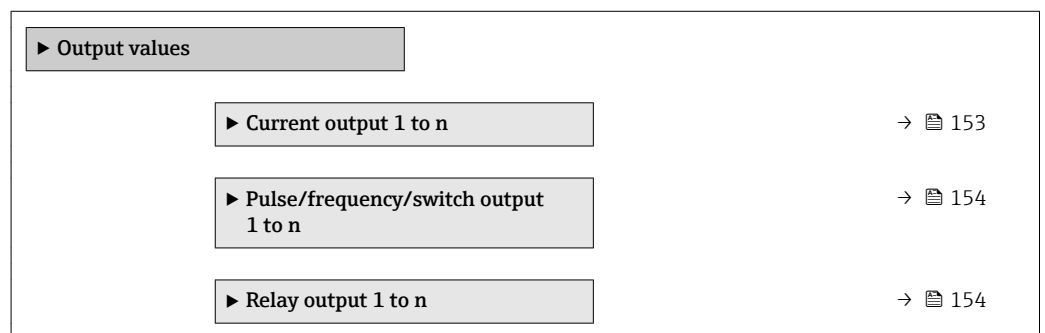 ▶ Output values
▶ Current output 1 to n → 153
▶ Pulse/frequency/switch output → 154
1 to n
▶ Relay output 1 to n → 154